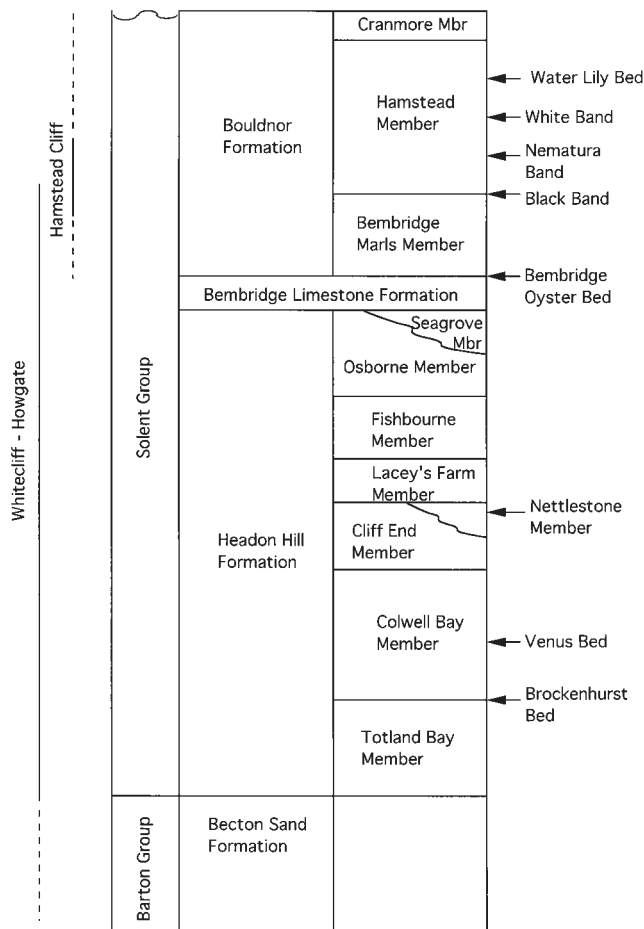 Hamstead Cliff
Whitecliff - Howgate
Solent Group
Barton Group
Bouldnor
Formation
Bembridge Limestone Formation
Headon Hill
Formation
Becton Sand
Formation
Cranmore Mbr
Hamstead
Member
Bembridge
Marls Member
Seagrove
Mbr
Osborne Member
Fishbourne
Member
Lacey's Farm
Member
Cliff End
Member
Colwell Bay
Member
Totland Bay
Member
Water Lily Bed
White Band
Nematura
Band
Black Band
Bembridge
Oyster Bed
Nettlestone
Member
Venus Bed
Brockenhurst
Bed